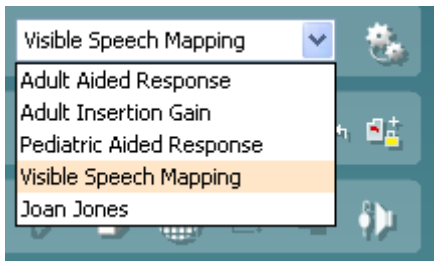 Visible Speech Mapping
Adult Aided Response
Adult Insertion Gain
Pediatric Aided Response
Visible Speech Mapping
Joan Jones